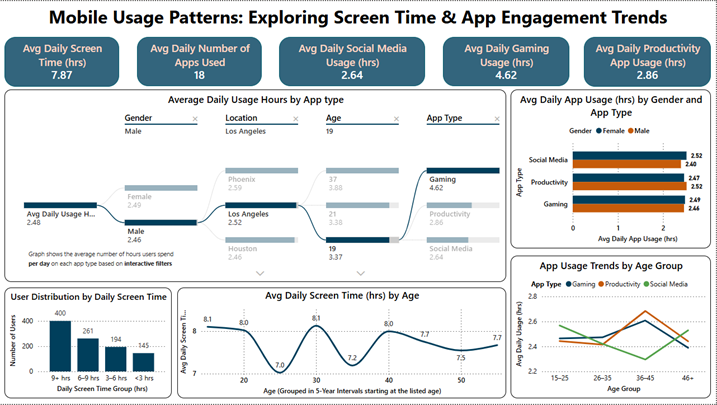 Mobile Usage Patterns: Exploring Screen Time & App Engagement Trends
Avg Daily Screen
Time (hrs)
7.87
Avg Daily Number of
Apps Used
18
Avg Daily Social Media
Usage (hrs)
2.64
Avg Daily Gaming
Usage (hrs)
4.62
Avg Daily Productivity
App Usage (hrs)
2.86
Average Daily Usage Hours by App type
Gender
Male
Location
Los Angeles
Age
19
App Type
Avg Daily Usage H...
2.48
Female
2.49
Male
2.46
Phoenix
2.59
Los Angeles
2.52
Houston
2.46
37
3.88
21
3.38
19
3.37
Gaming
4.62
Productivity
2.86
Social Media
2.64
Graph shows the average number of hours users spend
per day on each app type based on interactive filters
Avg Daily App Usage (hrs) by Gender and
App Type
Gender Female Male
App Type
Social Media
2.52
2.40
Productivity
2.47
2.52
Gaming
2.49
2.46
0 1 2
Avg Daily App Usage (hrs)
User Distribution by Daily Screen Time
Number of Users
400
200
0
400
261
194
145
9+ hrs 6–9 hrs 3–6 hrs <3 hrs
Daily Screen Time Group (hrs)
Avg Daily Screen Time (hrs) by Age
Avg Daily Screen Ti...
8
7
8.1
8.0
7.0
8.1
7.2
8.0
7.7
7.5
7.7
20 30 40 50
Age (Grouped in 5-Year Intervals starting at the listed age)
App Usage Trends by Age Group
App Type Gaming Productivity Social Media
Avg Daily Usage (hrs)
2.8
2.6
2.4
2.2
15–25 26–35 36–45 46+
Age Group